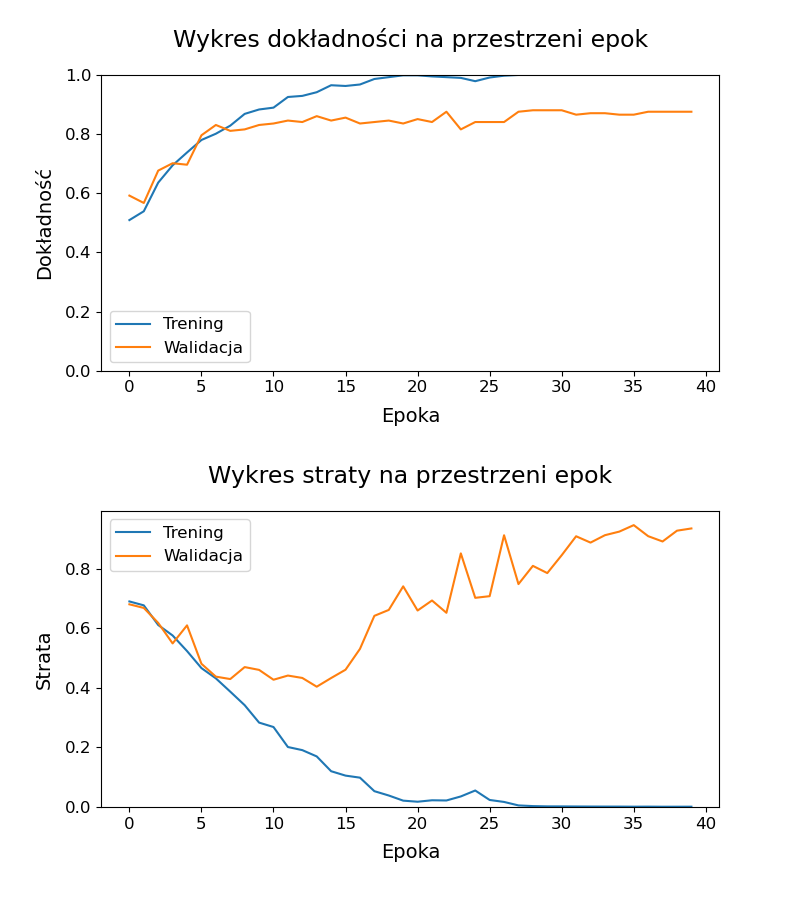 Wykres dokładności na przestrzeni epok
1.0
0.8
0.6
0.4
0.2
0.0
Dokładność
Trening
Walidacja
0 5 10 15 20 25 30 35 40
Epoka
Wykres straty na przestrzeni epok
Trening
Walidacja
0.8
0.6
0.4
0.2
0.0
Strata
0 5 10 15 20 25 30 35 40
Epoka